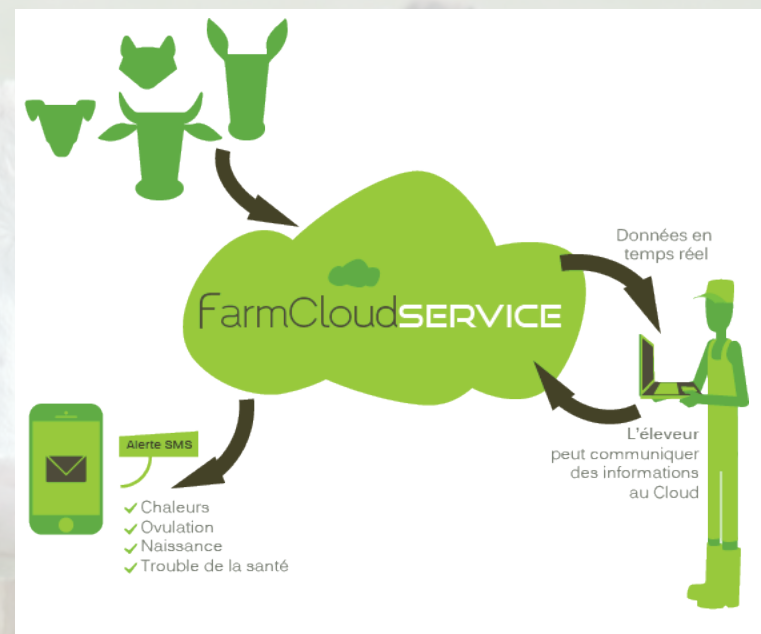 Données en
temps réel
FarmCloudSERVICE
Alerte SMS
L'éleveur
peut communiquer
des informations
au Cloud
Chaleurs
Ovulation
Naissance
Trouble de la santé